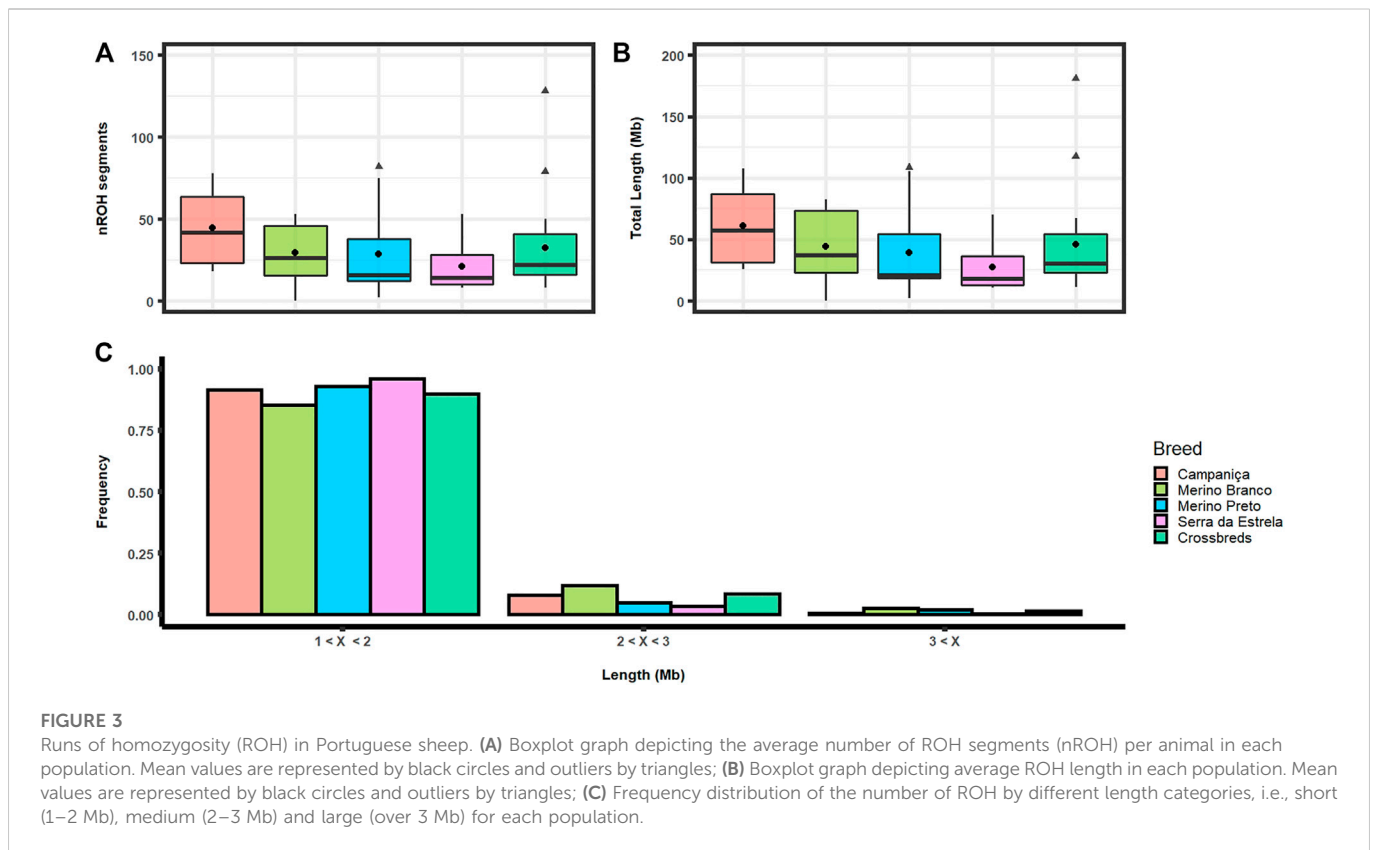 A
150
100
50
0
nROH segments
B
200
150
100
50
0
Total Length (Mb)
C
1.00
0.75
0.50
0.25
0.00
Frequency
1 < X < 2
2 < X < 3
3 < X
Length (Mb)
Breed
Campaniça
Merino Branco
Merino Preto
Serra da Estrela
Crossbreds
FIGURE 3
Runs of homozygosity (ROH) in Portuguese sheep. (A) Boxplot graph depicting the average number of ROH segments (nROH) per animal in each
population. Mean values are represented by black circles and outliers by triangles; (B) Boxplot graph depicting average ROH length in each population. Mean
values are represented by black circles and outliers by triangles; (C) Frequency distribution of the number of ROH by different length categories, i.e., short
(1–2 Mb), medium (2–3 Mb) and large (over 3 Mb) for each population.